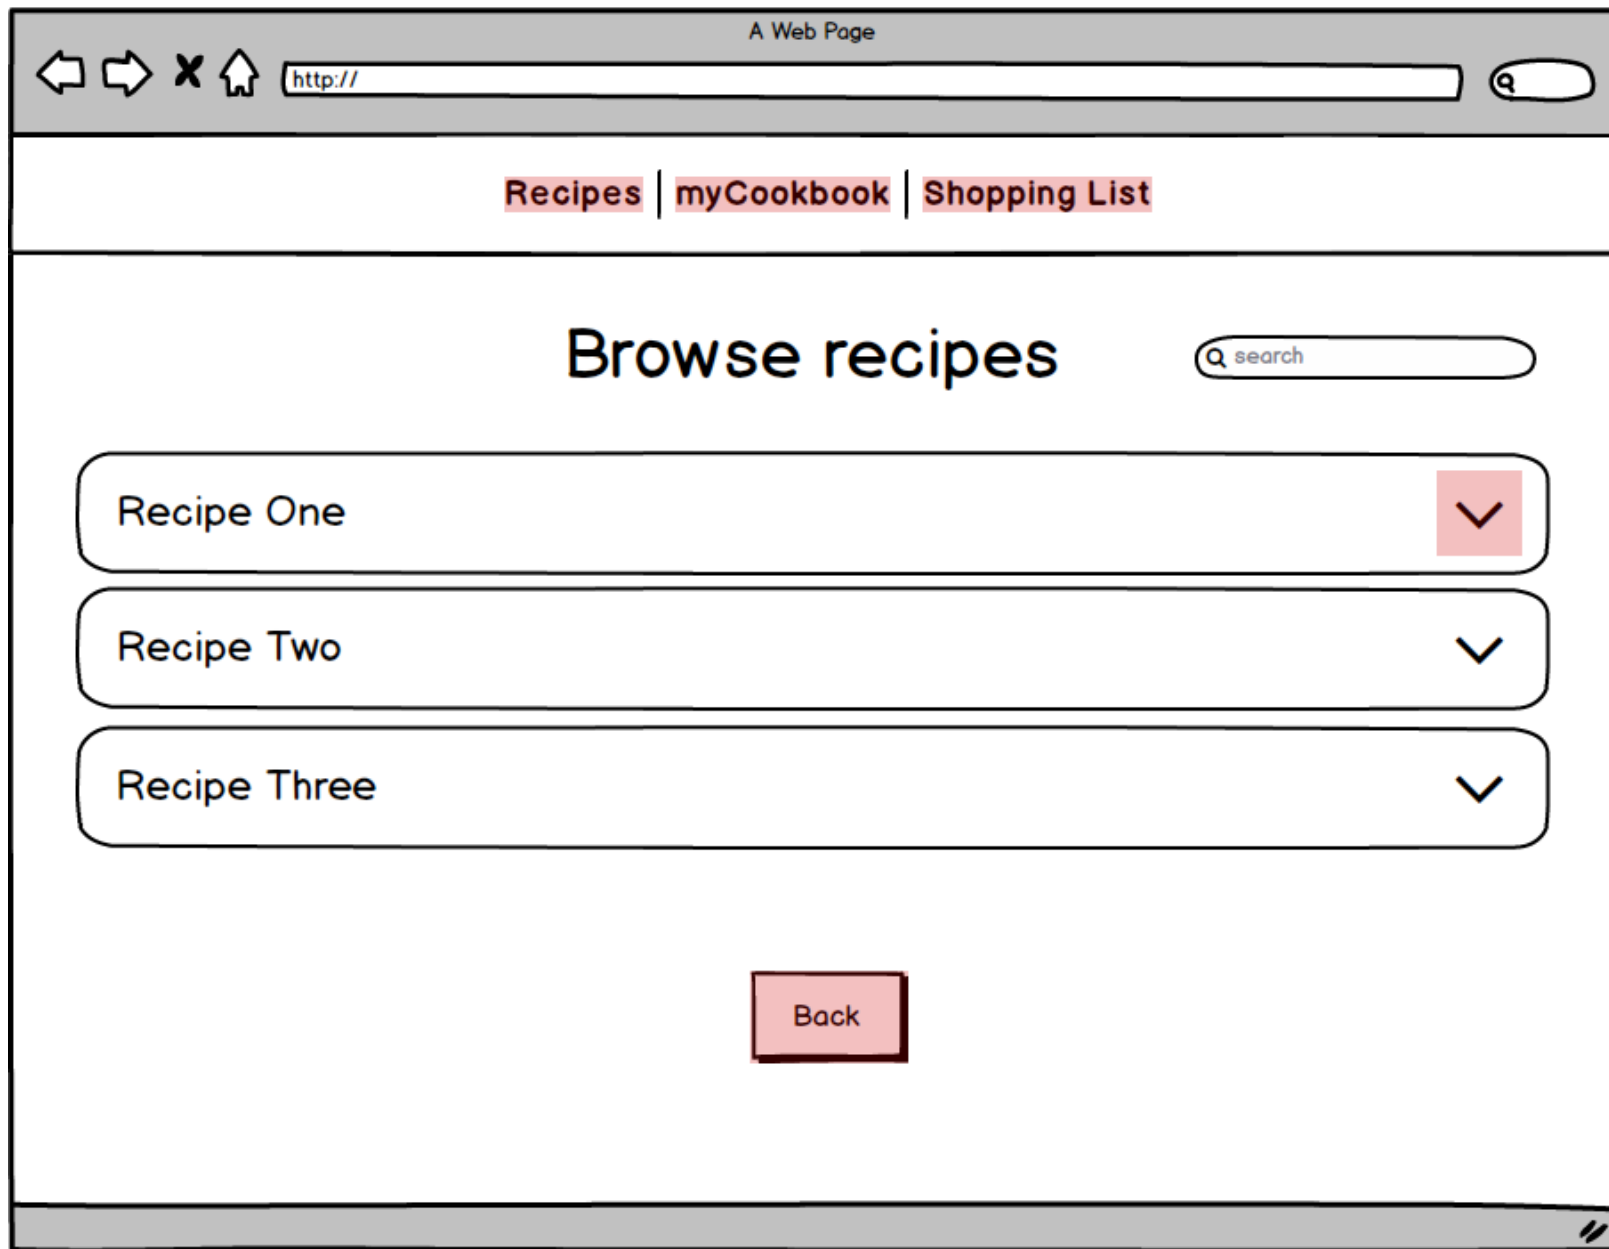 A Web Page
http://
Recipes | myCookbook | Shopping List
Browse recipes
search
Recipe One
Recipe Two
Recipe Three
Back